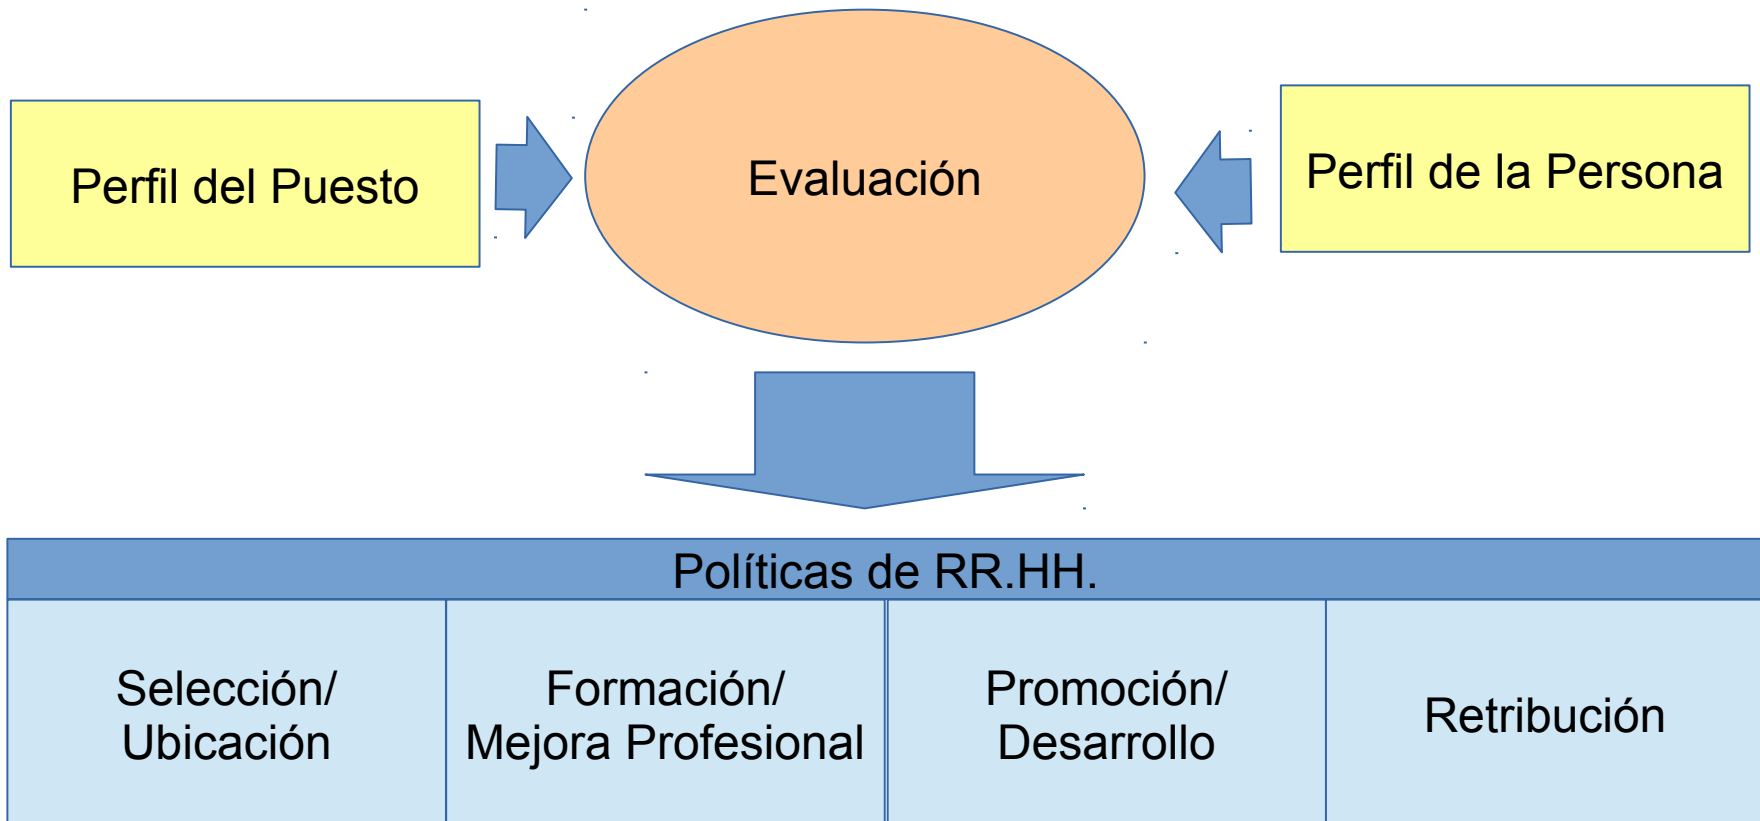 Perfil del Puesto
Evaluación
Perfil de la Persona
Políticas de RR.HH.
Selección/
Ubicación
Formación/
Mejora Profesional
Promoción/
Desarrollo
Retribución